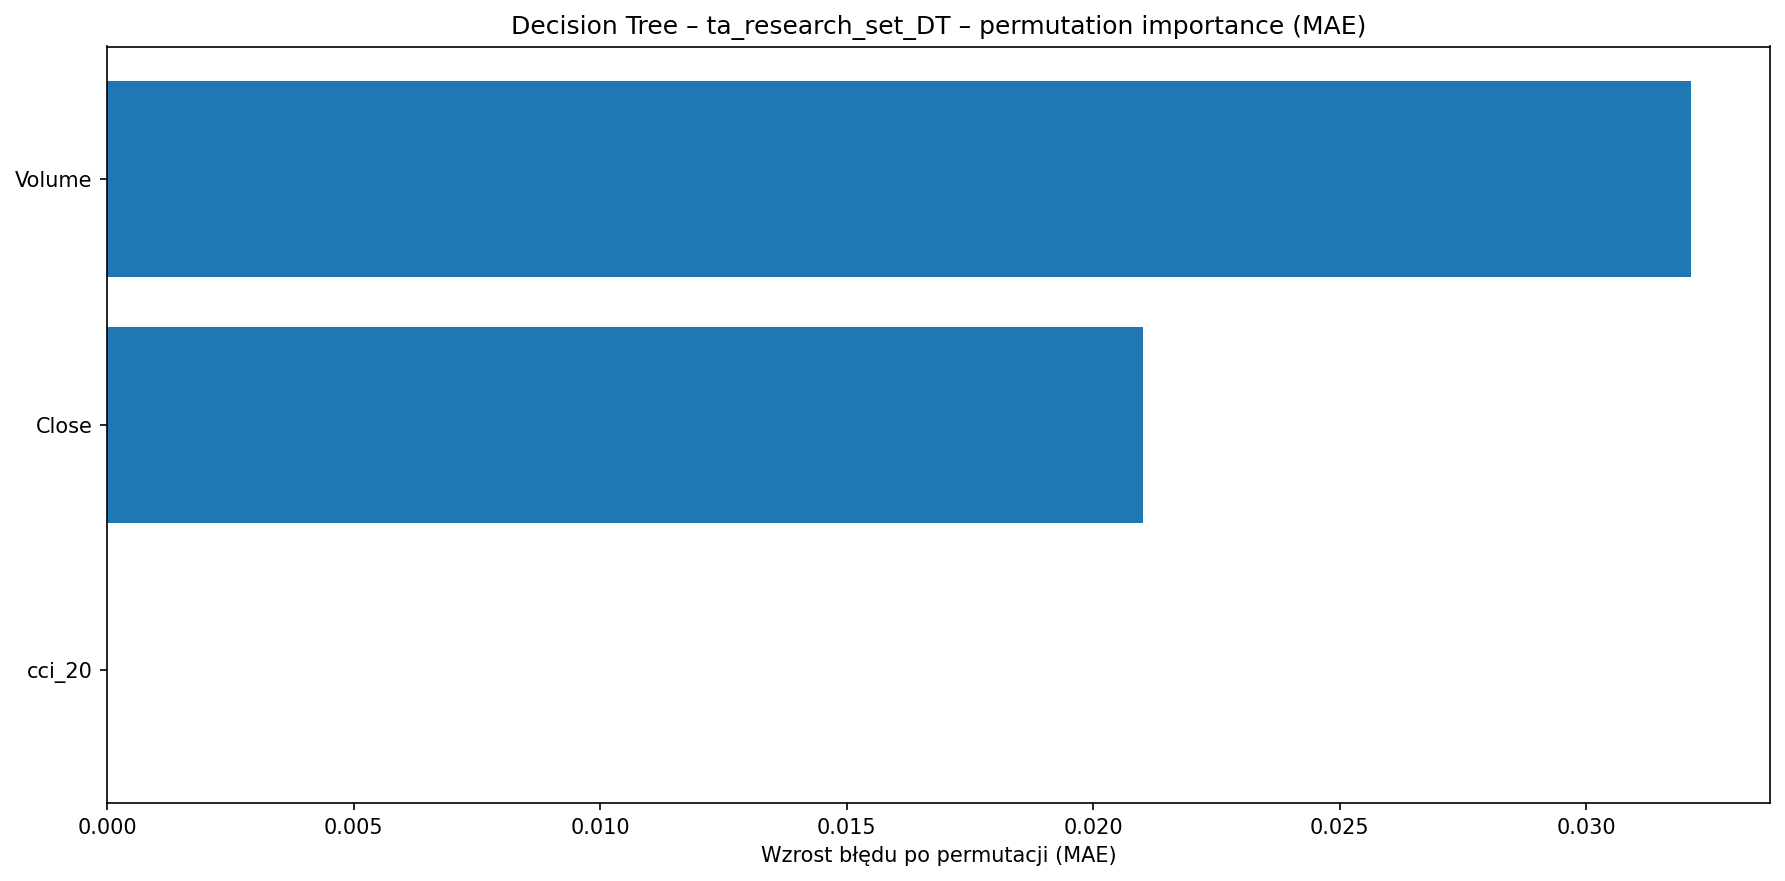 Decision Tree – ta_research_set_DT – permutation importance (MAE)
Volume
Close
cci_20
0.000 0.005 0.010 0.015 0.020 0.025 0.030
Wzrost błędu po permutacji (MAE)